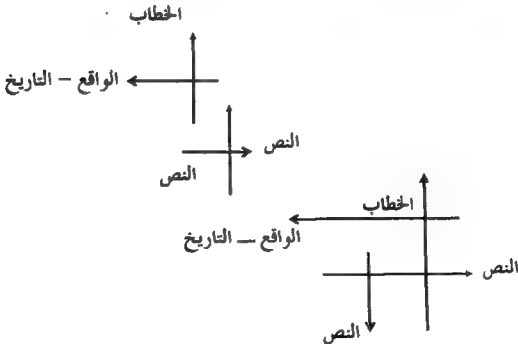 الخطاب
الواقع – التاريخ
النص
النص
الخطاب
الواقع – التاريخ
النص
النص